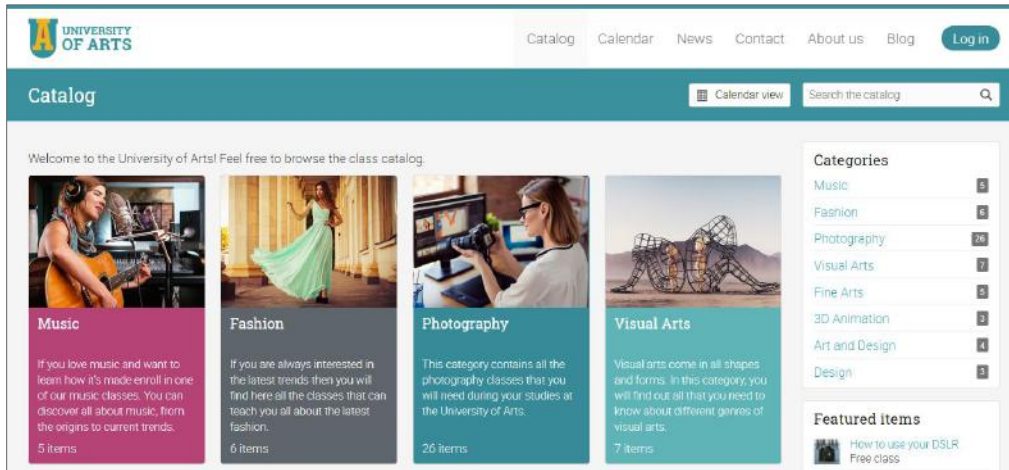 UNIVERSITY
OF ARTS
Catalog
Calendar
News
Contact
About us
Blog
Log in
Catalog
Calendar view
Search the catalog
Welcome to the University of Arts! Feel free to browse the class catalog.
Music
If you love music and want to
learn how it's made enroll in one
of our music classes. You can
discover all about music, from
the origins to current trends.
5 items
Fashion
If you are always interested in
the latest trends then you will
find here all the classes that can
teach you all about the latest
fashion.
6 items
Photography
This category contains all the
photography classes that you
will need during your studies at
the University of Arts.
26 items
Visual Arts
Visual arts come in all shapes
and forms. In this category, you
will find out all that you need to
know about different genres of
visual arts.
7 items
Categories
Music 5
Fashion 6
Photography 26
Visual Arts 7
Fine Arts 5
3D Animation 3
Art and Design 4
Design 3
Featured items
How to use your DSLR
Free class